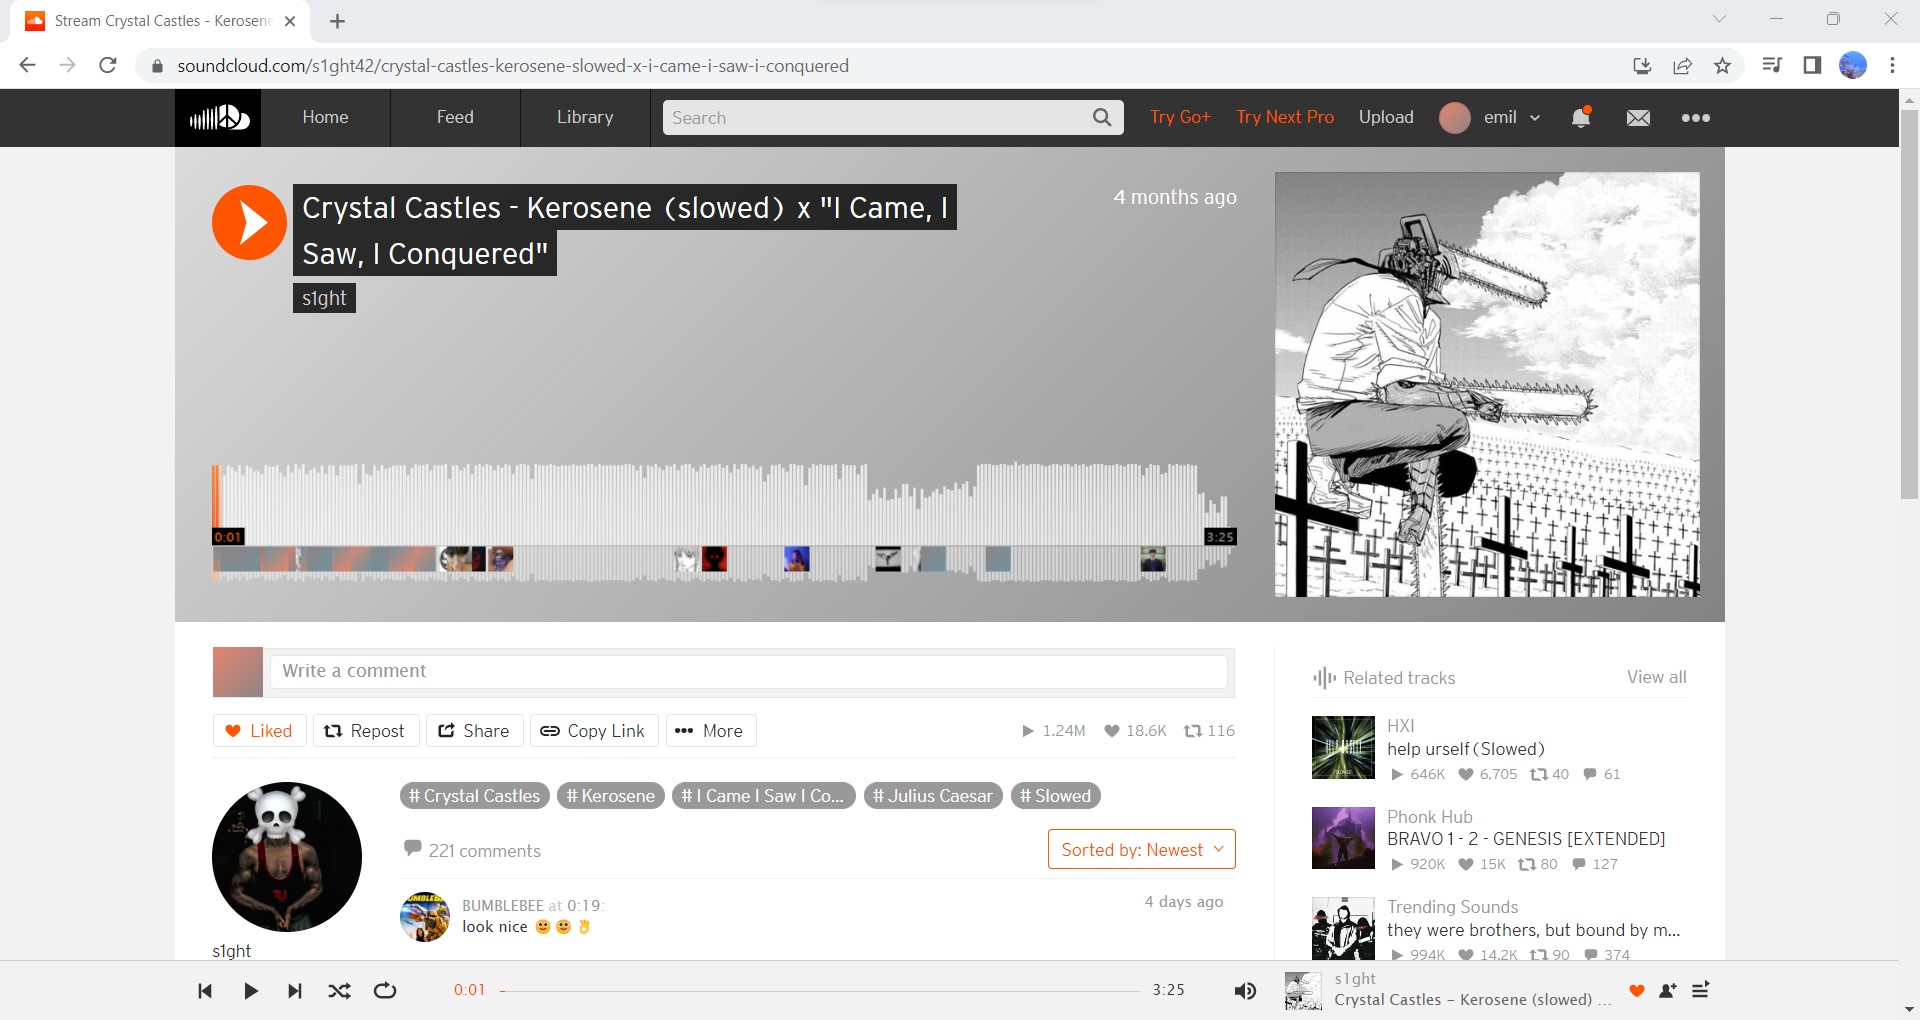 Stream Crystal Castles - Kerosene
soundcloud.com/s1ght42/crystal-castles-kerosene-slowed-x-i-came-i-saw-i-conquered
Home
Feed
Library
Search
Try Go+
Try Next Pro
Upload
emil
Crystal Castles - Kerosene (slowed) x "I Came, I
Saw, I Conquered"
s1ght
4 months ago
0:01
3:25
Write a comment
Liked
Repost
Share
Copy Link
More
1.24M
18.6K
116
# Crystal Castles
# Kerosene
# I Came I Saw I Co...
# Julius Caesar
# Slowed
221 comments
Sorted by: Newest
BUMBLEBEE at 0:19:
4 days ago
look nice 
s1ght
Related tracks
View all
HXI
help urself (Slowed)
646K 6,705 40 61
Phonk Hub
BRAVO 1 - 2 - GENESIS [EXTENDED]
920K 15K 80 127
Trending Sounds
they were brothers, but bound by m...
994K 14.2K 90 374
0:01
3:25
s1ght
Crystal Castles – Kerosene (slowed) ...